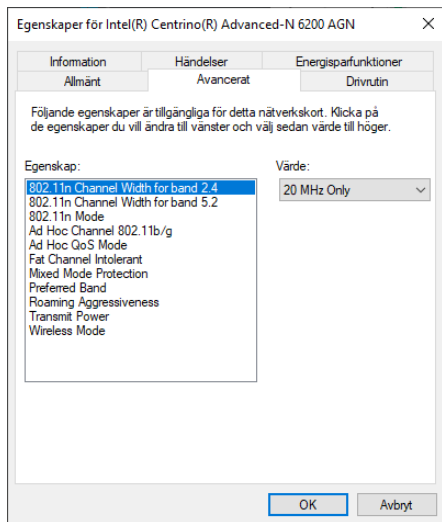 Egenskaper för Intel(R) Centrino(R) Advanced-N 6200 AGN
Information Händelser Energisparfunktioner
Allmänt Avancerat Drivrutin
Följande egenskaper är tillgängliga för detta nätverkskort. Klicka på
de egenskaper du vill ändra till vänster och välj sedan värde till höger.
Egenskap: Värde:
802.11n Channel Width for band 2.4 20 MHz Only
802.11n Channel Width for band 5.2
802.11n Mode
Ad Hoc Channel 802.11b/g
Ad Hoc QoS Mode
Fat Channel Intolerant
Mixed Mode Protection
Preferred Band
Roaming Aggressiveness
Transmit Power
Wireless Mode
OK Avbryt